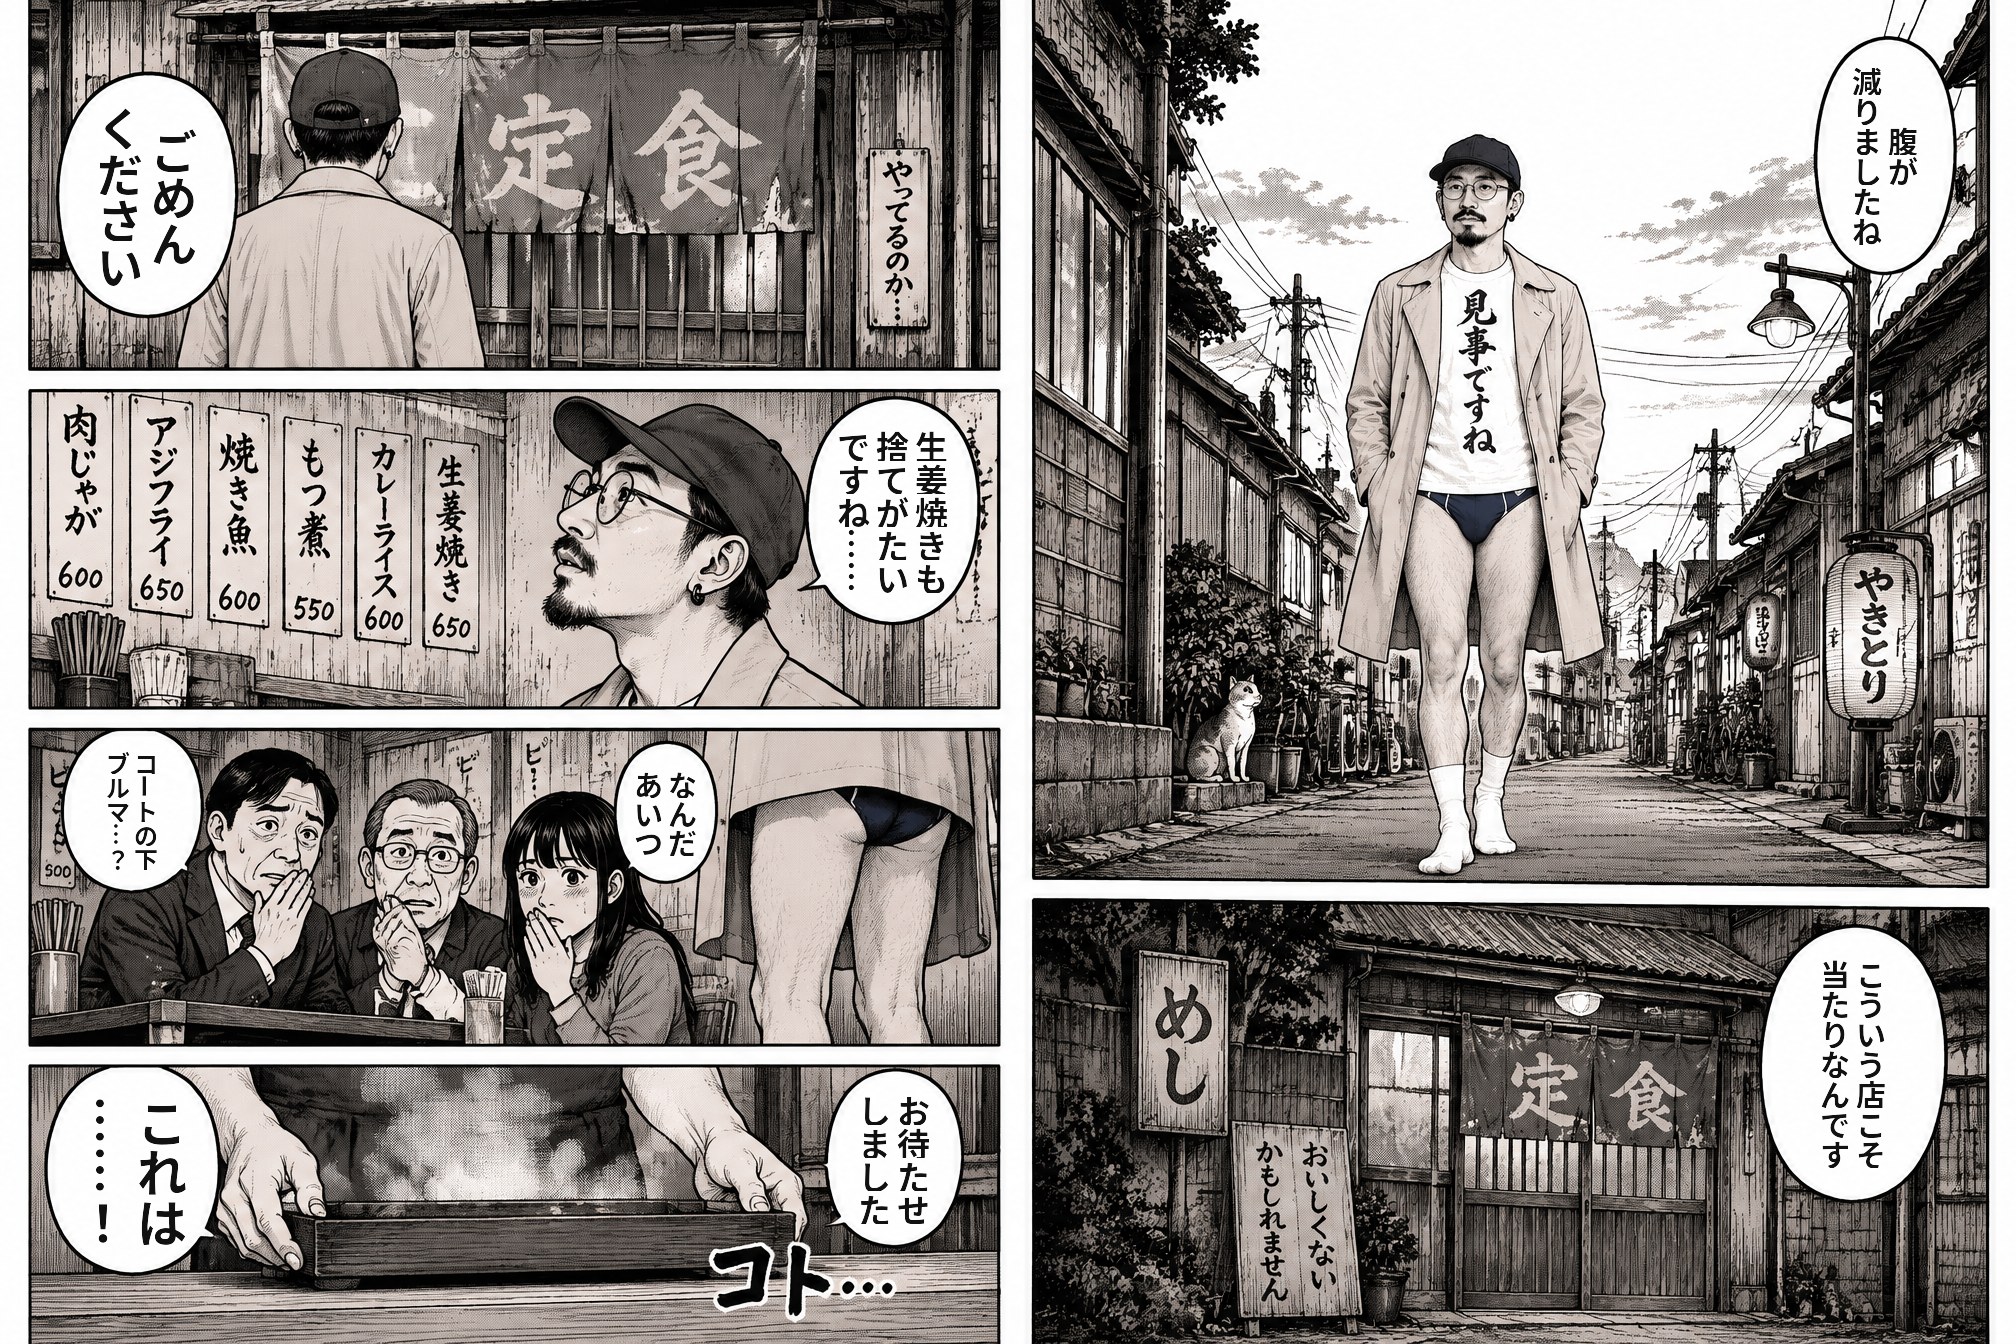 腹が
減りましたね
見事ですね
やきとり
こういう店こそ
当たりなんです
めし
定食
おいしくない
かもしれません
ごめん
ください
定食
やってるのか…
生姜焼きも
捨てがたい
ですね……
生姜焼き 650
カレーライス 600
もつ煮 550
焼き魚 600
アジフライ 650
肉じゃが 600
なんだ
あいつ
コートの下
ブルマ…？
500
お待たせ
しました
コト…
これは
……！